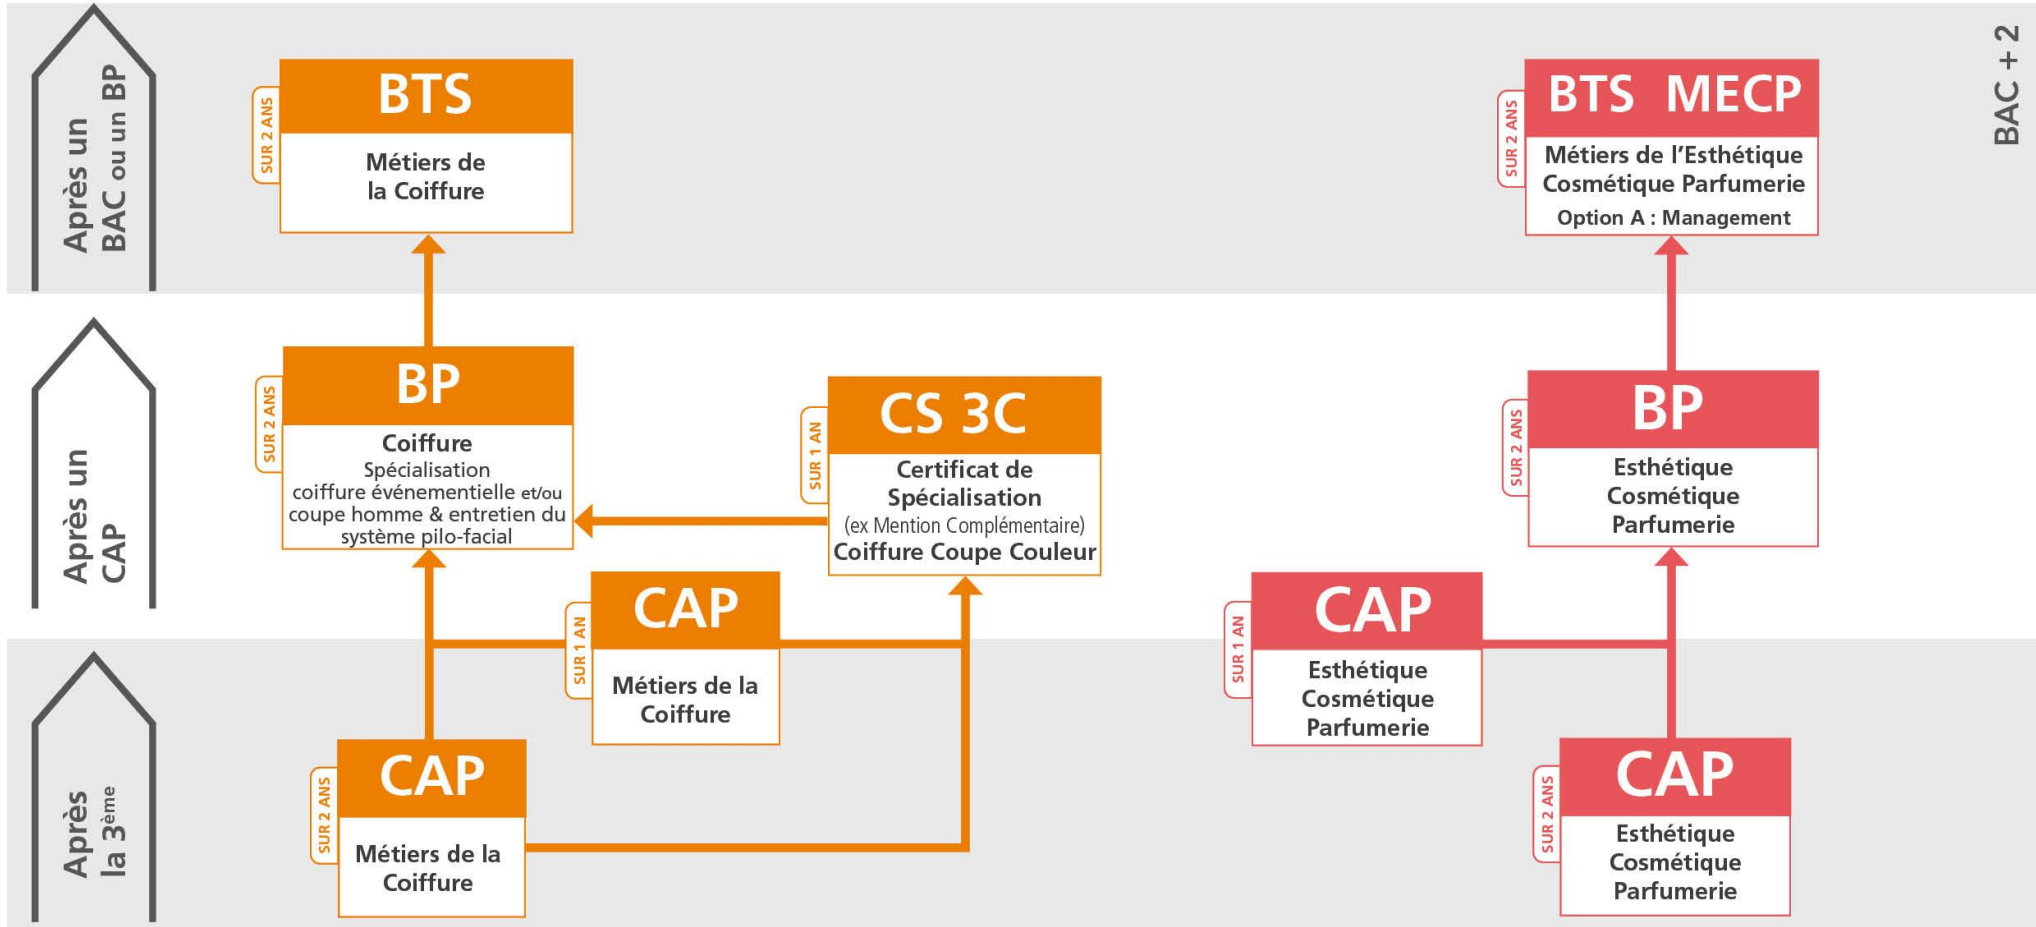 Après un
BAC ou un BP
SUR 2 ANS
BTS
Métiers de
la Coiffure
SUR 2 ANS
BTS MECP
Métiers de l'Esthétique
Cosmétique Parfumerie
Option A : Management
BAC + 2
Après un
CAP
SUR 2 ANS
BP
Coiffure
Spécialisation
coiffure événementielle et/ou
coupe homme & entretien du
système pilo-facial
SUR 1 AN
CS 3C
Certificat de
Spécialisation
(ex Mention Complémentaire)
Coiffure Coupe Couleur
SUR 2 ANS
BP
Esthétique
Cosmétique
Parfumerie
SUR 1 AN
CAP
Métiers de la
Coiffure
SUR 1 AN
CAP
Esthétique
Cosmétique
Parfumerie
Après
la 3ème
SUR 2 ANS
CAP
Métiers de la
Coiffure
SUR 2 ANS
CAP
Esthétique
Cosmétique
Parfumerie